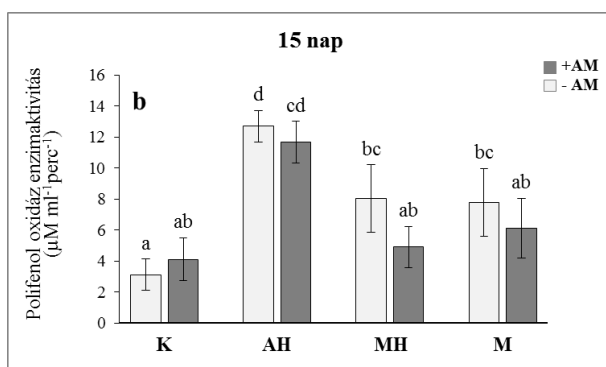 15 nap
+AM
- AM
Polifenol oxidáz enzimaktivitás
(µM ml⁻¹perc⁻¹)
b
16
14
12
10
8
6
4
2
0
a
ab
d
cd
bc
ab
bc
ab
K
AH
MH
M